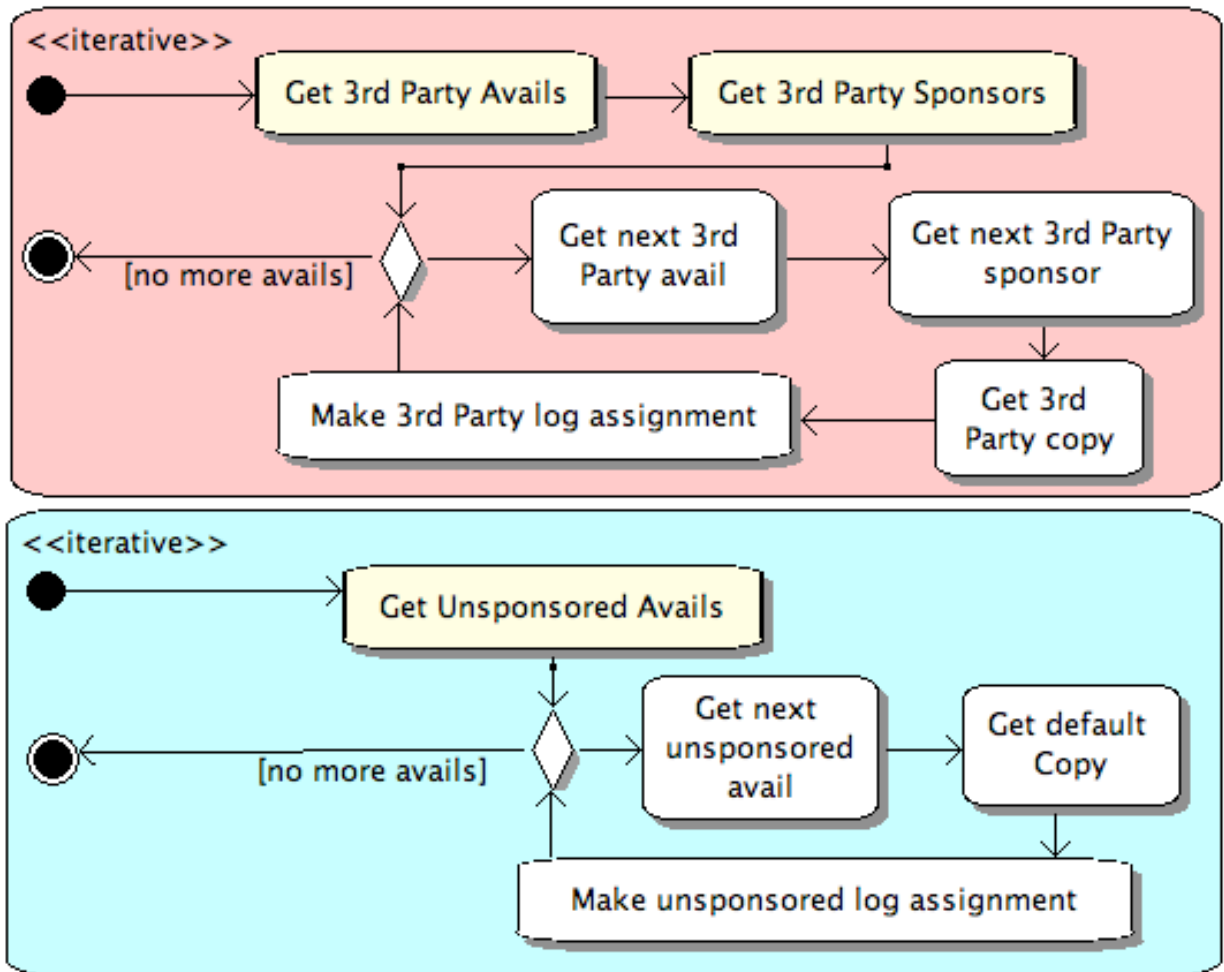 <<iterative>>
Get 3rd Party Avails
Get 3rd Party Sponsors
[no more avails]
Get next 3rd
Party avail
Get next 3rd Party
sponsor
Get 3rd
Party copy
Make 3rd Party log assignment
<<iterative>>
Get Unsponsored Avails
[no more avails]
Get next
unsponsored
avail
Get default
Copy
Make unsponsored log assignment